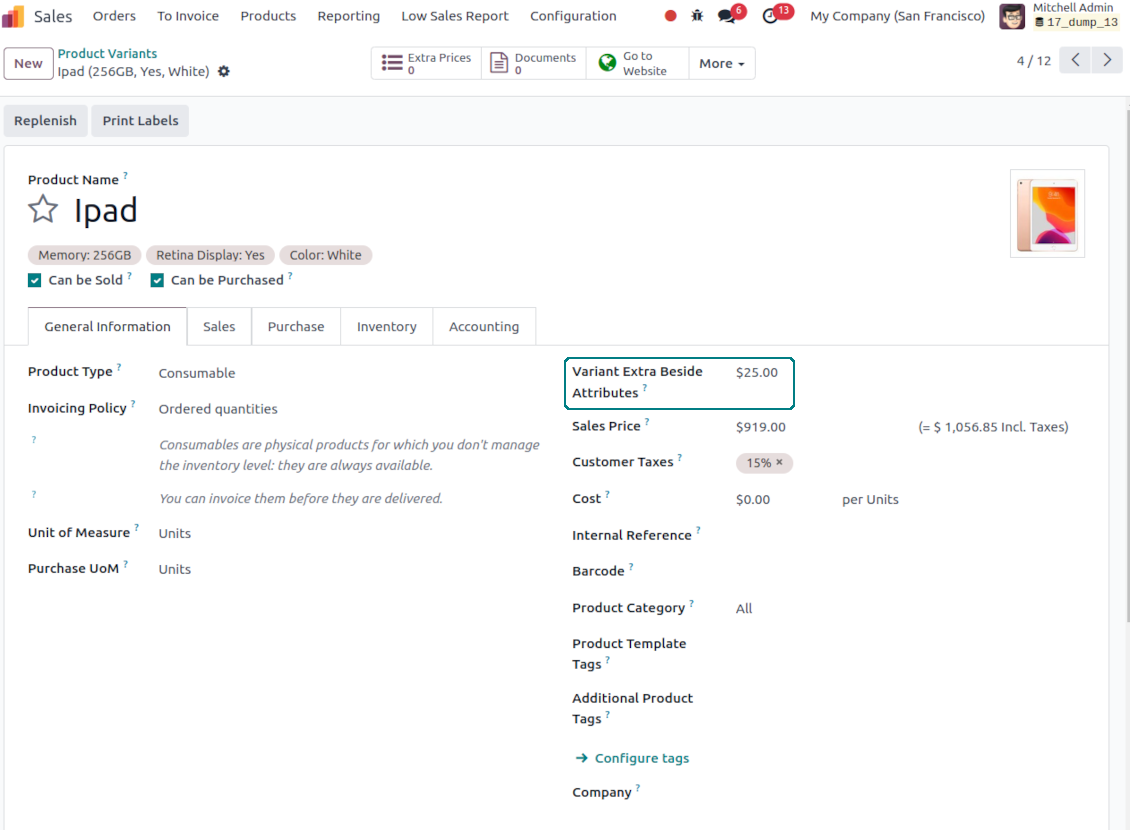 Sales Orders To Invoice Products Reporting Low Sales Report Configuration 6 13 My Company (San Francisco) Mitchell Admin
17_dump_13
New Product Variants
Ipad (256GB, Yes, White)
Extra Prices
0
Documents
0
Go to
Website
More
4 / 12
Replenish Print Labels
Product Name ?
Ipad
Memory: 256GB Retina Display: Yes Color: White
Can be Sold ? Can be Purchased ?
General Information Sales Purchase Inventory Accounting
Product Type ? Consumable
Invoicing Policy ? Ordered quantities
? Consumables are physical products for which you don't manage
the inventory level: they are always available.
? You can invoice them before they are delivered.
Unit of Measure ? Units
Purchase UoM ? Units
Variant Extra Beside $25.00
Attributes ?
Sales Price ? $919.00 (= $ 1,056.85 Incl. Taxes)
Customer Taxes ? 15% ×
Cost ? $0.00 per Units
Internal Reference ?
Barcode ?
Product Category ? All
Product Template
Tags ?
Additional Product
Tags ?
→ Configure tags
Company ?